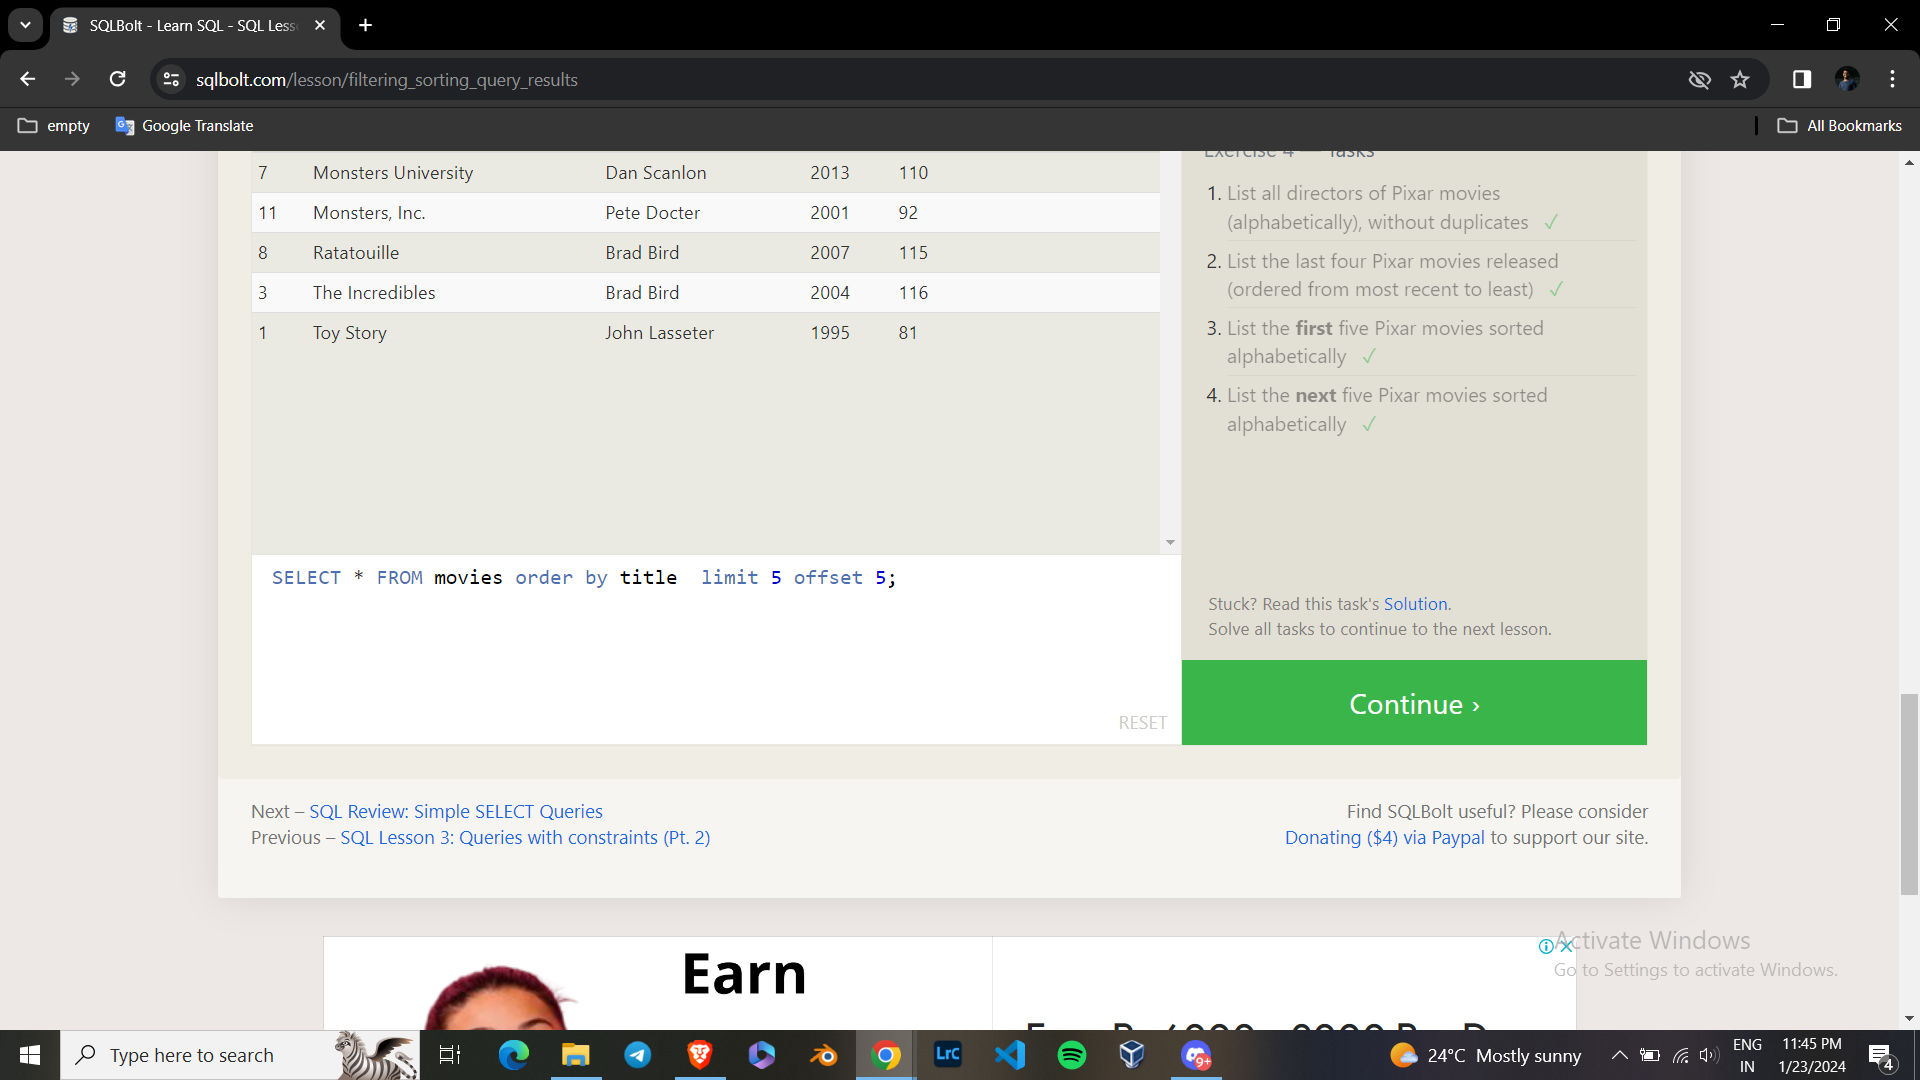 SQLBolt - Learn SQL - SQL Less
sqlbolt.com/lesson/filtering_sorting_query_results
empty
Google Translate
All Bookmarks
7 Monsters University Dan Scanlon 2013 110
11 Monsters, Inc. Pete Docter 2001 92
8 Ratatouille Brad Bird 2007 115
3 The Incredibles Brad Bird 2004 116
1 Toy Story John Lasseter 1995 81
Exercise 4 — Tasks
1. List all directors of Pixar movies
(alphabetically), without duplicates ✓
2. List the last four Pixar movies released
(ordered from most recent to least) ✓
3. List the first five Pixar movies sorted
alphabetically ✓
4. List the next five Pixar movies sorted
alphabetically ✓
SELECT * FROM movies order by title  limit 5 offset 5;
RESET
Stuck? Read this task's Solution.
Solve all tasks to continue to the next lesson.
Continue ›
Next – SQL Review: Simple SELECT Queries
Previous – SQL Lesson 3: Queries with constraints (Pt. 2)
Find SQLBolt useful? Please consider
Donating ($4) via Paypal to support our site.
Earn
Activate Windows
Go to Settings to activate Windows.
Type here to search
LrC
9+
24°C Mostly sunny
ENG
IN
11:45 PM
1/23/2024
4